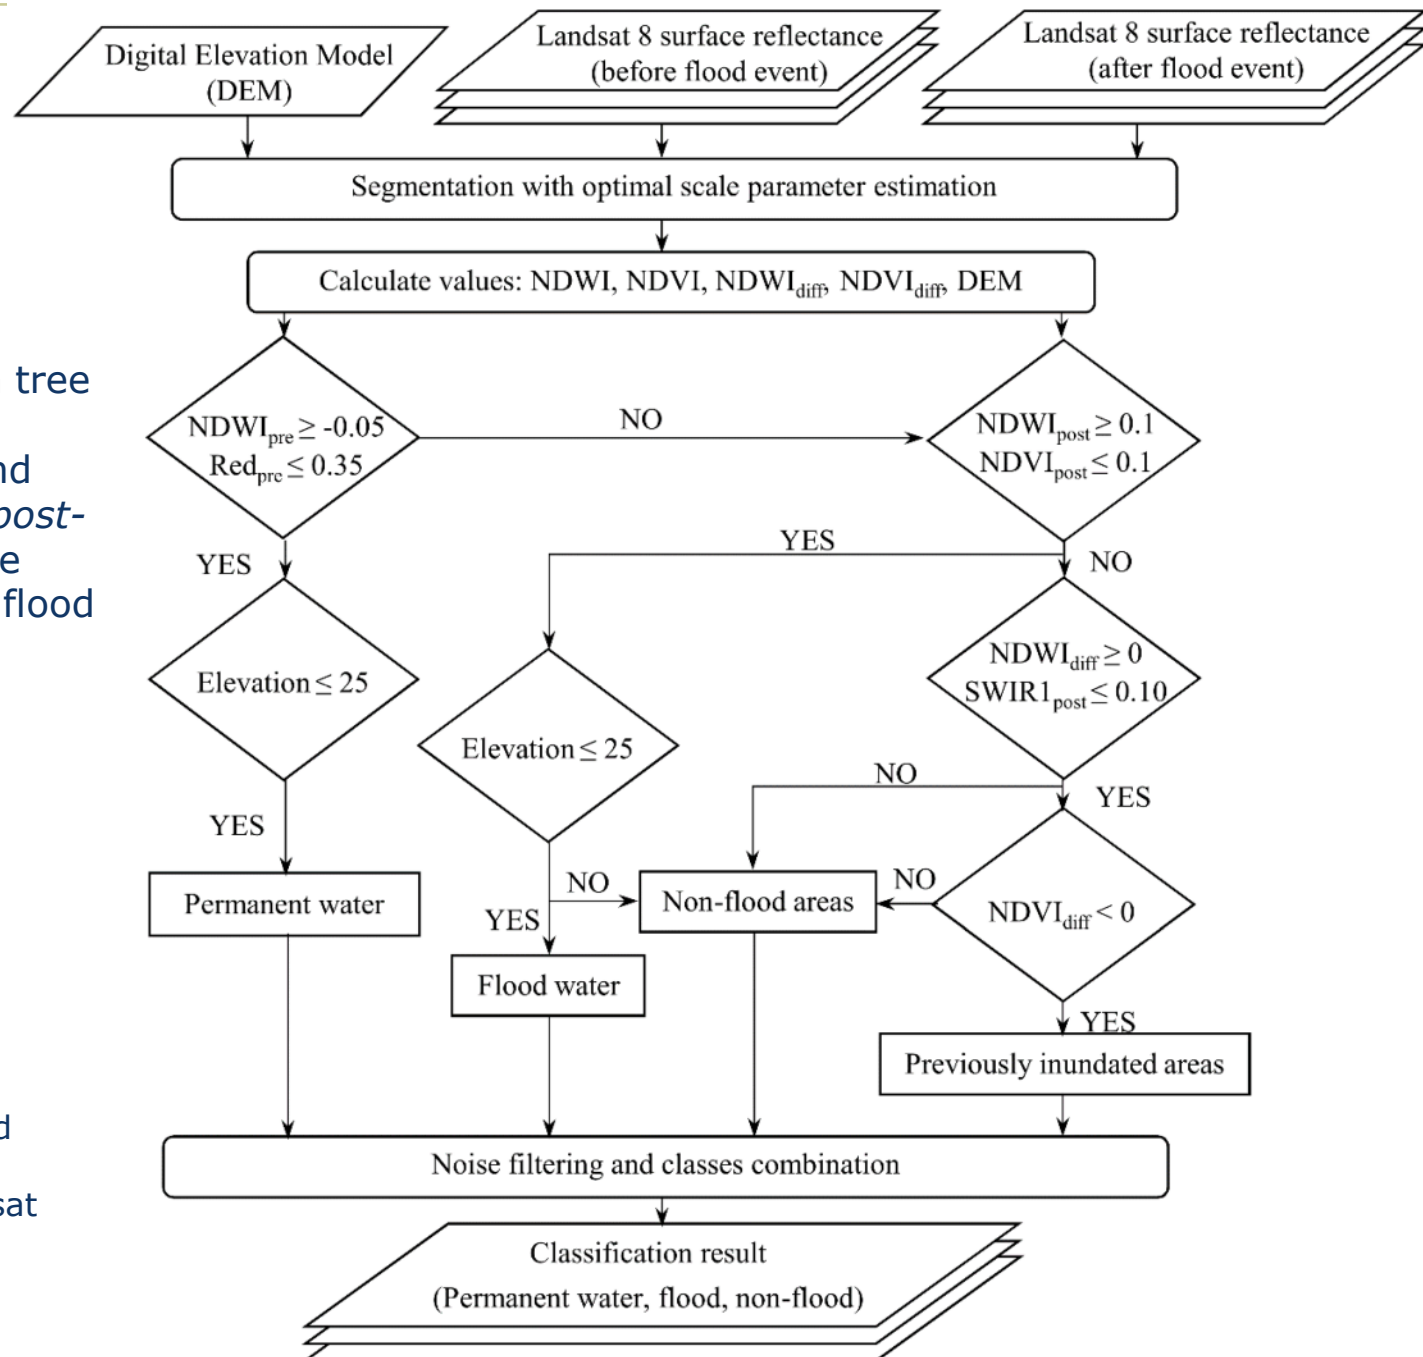 Digital Elevation Model
(DEM)
Landsat 8 surface reflectance
(before flood event)
Landsat 8 surface reflectance
(after flood event)
Segmentation with optimal scale parameter estimation
Calculate values: NDWI, NDVI, NDWIdiff, NDVIdiff, DEM
tree
nd
post-
e
flood
d
sat
NDWIpre ≥ -0.05
Redpre ≤ 0.35
NO
NDWIpost ≥ 0.1
NDVIpost ≤ 0.1
YES
YES
NO
Elevation ≤ 25
Elevation ≤ 25
NDWIdiff ≥ 0
SWIR1post ≤ 0.10
YES
NO
YES
NO
YES
NO
NDVIdiff < 0
YES
Permanent water
Flood water
Non-flood areas
Previously inundated areas
Noise filtering and classes combination
Classification result
(Permanent water, flood, non-flood)